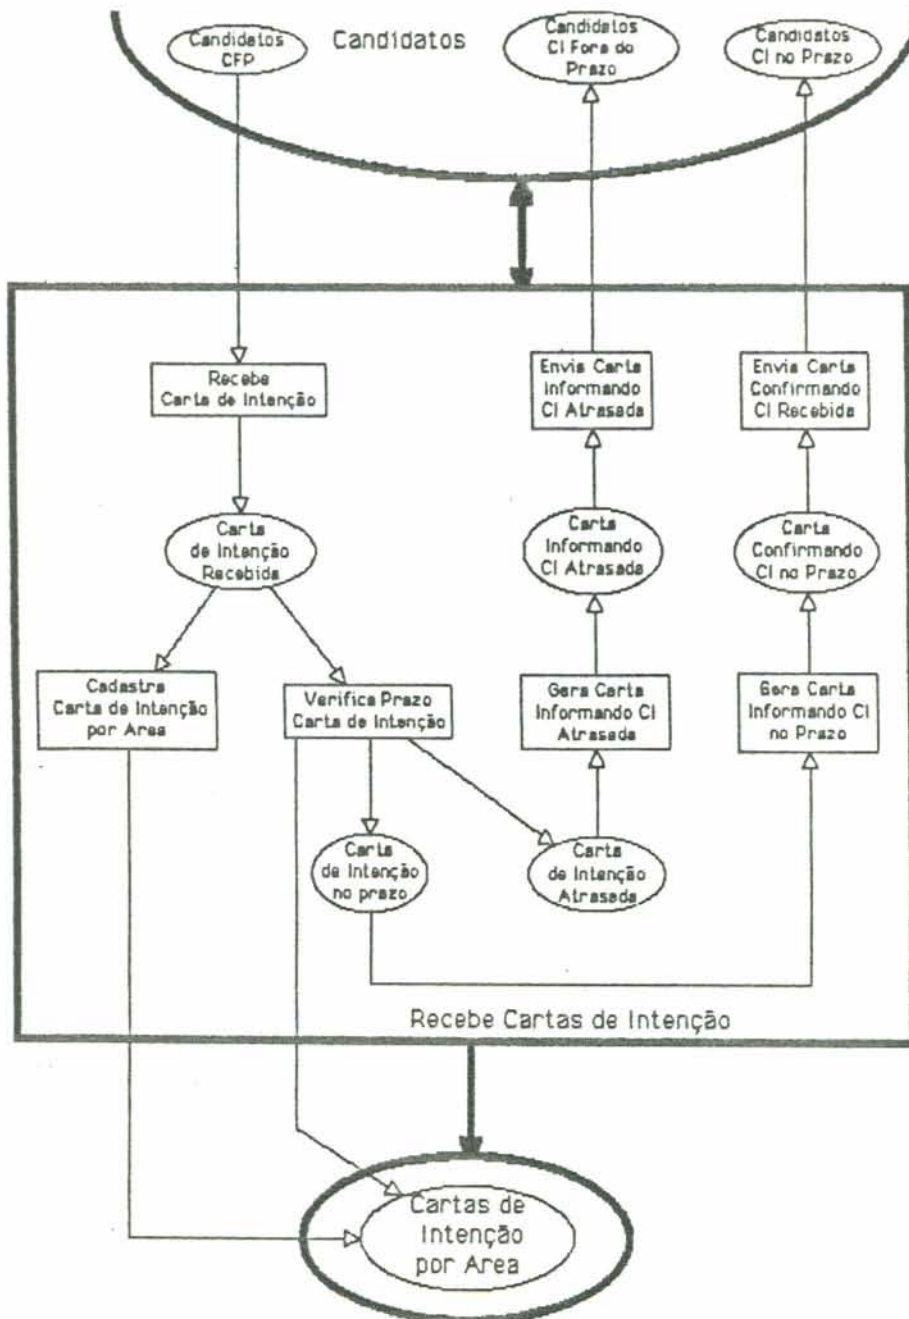 Candidatos
CFP
Candidatos
Candidatos
CI Fora do
Prazo
Candidatos
CI no Prazo
Recebe
Carta de Intenção
Envia Carta
Informando
CI Atrasada
Envia Carta
Confirmando
CI Recebida
Carta
de Intenção
Recebida
Carta
Informando
CI Atrasada
Carta
Confirmando
CI no Prazo
Cadastra
Carta de Intenção
por Area
Verifica Prazo
Carta de Intenção
Gera Carta
Informando CI
Atrasada
Gera Carta
Informando CI
no Prazo
Carta
de Intenção
no prazo
Carta
de Intenção
Atrasada
Recebe Cartas de Intenção
Cartas de
Intenção
por Area